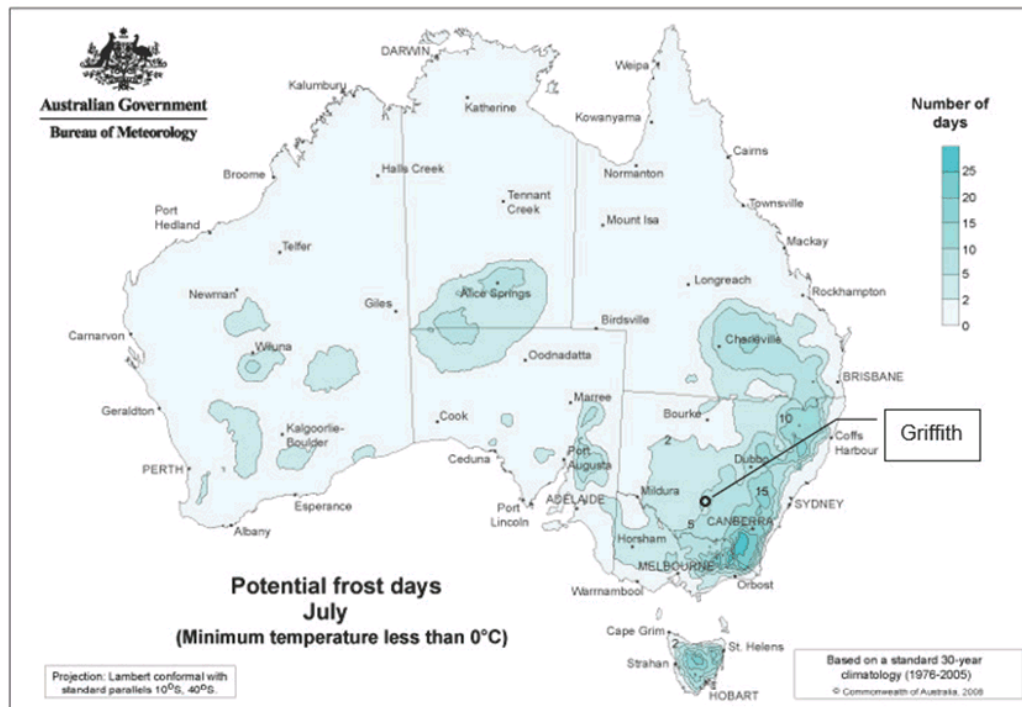 Australian Government
Bureau of Meteorology
DARWIN
Kalumburu
Katherine
Weipa
Kowanyama
Normanton
Cairns
Number of
days
25
20
15
10
5
2
0
Broome
Halls Creek
Tennant
Creek
Mount Isa
Townsville
Port
Hedland
Telfer
Mackay
Newman
Giles
Alice Springs
Longreach
Rockhampton
Carnarvon
Wiluna
Birdsville
Charleville
Oodnadatta
BRISBANE
Geraldton
Cook
Marree
Bourke
10
Kalgoorlie-
Boulder
2
Coffs
Harbour
Griffith
PERTH
Ceduna
Port
Augusta
Dubbo
Esperance
Mildura
15
SYDNEY
Albany
Port
Lincoln
ADELAIDE
5
CANBERRA
Horsham
MELBOURNE
Orbost
Warrnambool
Potential frost days
July
(Minimum temperature less than 0°C)
Cape Grim
2
St. Helens
Strahan
HOBART
Projection: Lambert conformal with
standard parallels 10⁰S, 40⁰S.
Based on a standard 30-year
climatology (1976-2005)
© Commonwealth of Australia, 2008